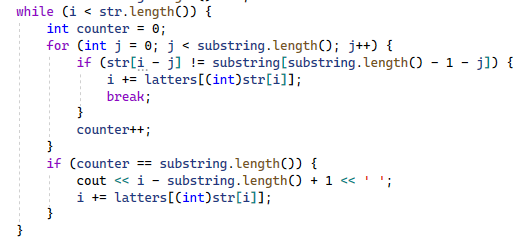 while (i < str.length()) {
    int counter = 0;
    for (int j = 0; j < substring.length(); j++) {
        if (str[i - j] != substring[substring.length() - 1 - j]) {
            i += latters[(int)str[i]];
            break;
        }
        counter++;
    }
    if (counter == substring.length()) {
        cout << i - substring.length() + 1 << ' ';
        i += latters[(int)str[i]];
    }
}